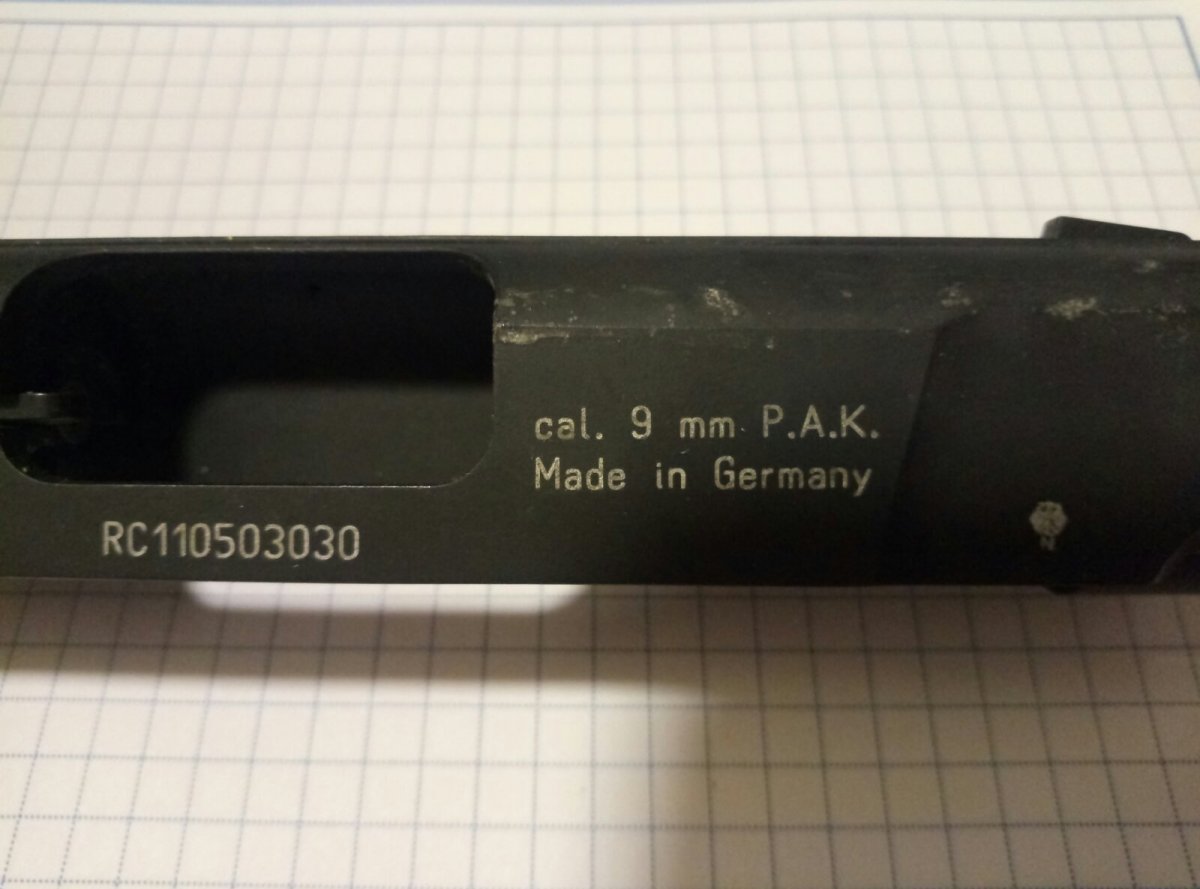 cal. 9 mm P.A.K.
Made in Germany
RC110503030